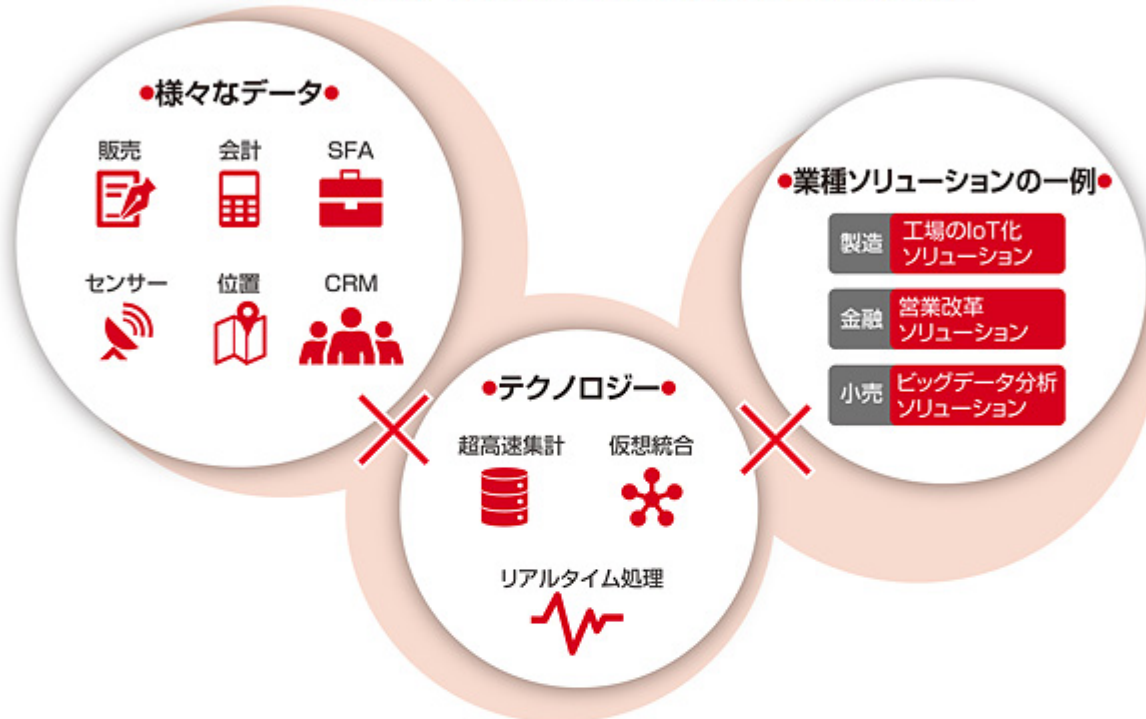 ●様々なデータ●
販売 会計 SFA
センサー 位置 CRM
●テクノロジー●
超高速集計 仮想統合
リアルタイム処理
●業種ソリューションの一例●
製造 工場のIoT化
ソリューション
金融 営業改革
ソリューション
小売 ビッグデータ分析
ソリューション